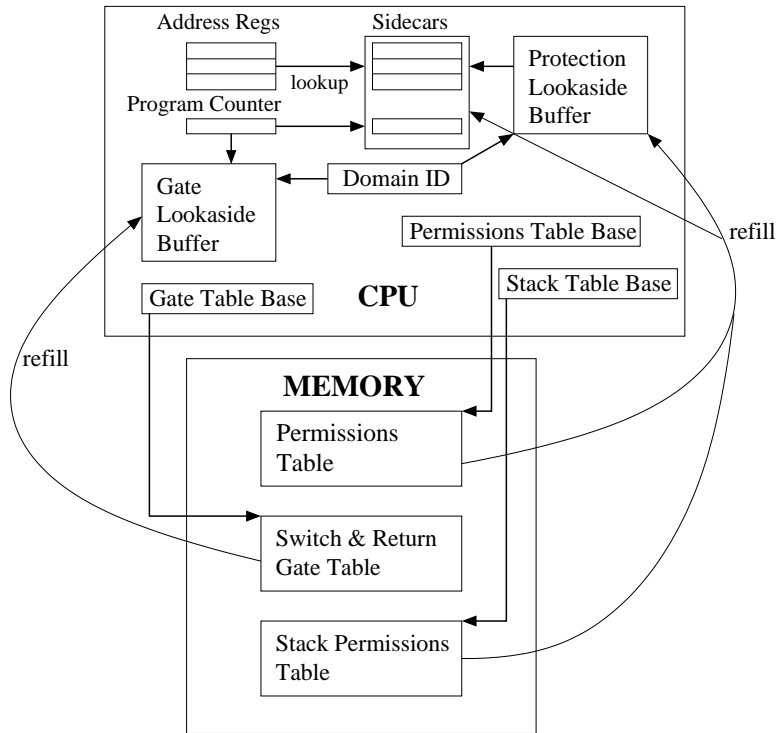 Address Regs
Sidecars
lookup
Protection
Lookaside
Buffer
Program Counter
Gate
Lookaside
Buffer
Domain ID
Permissions Table Base
refill
Stack Table Base
Gate Table Base
CPU
refill
MEMORY
Permissions
Table
Switch & Return
Gate Table
Stack Permissions
Table